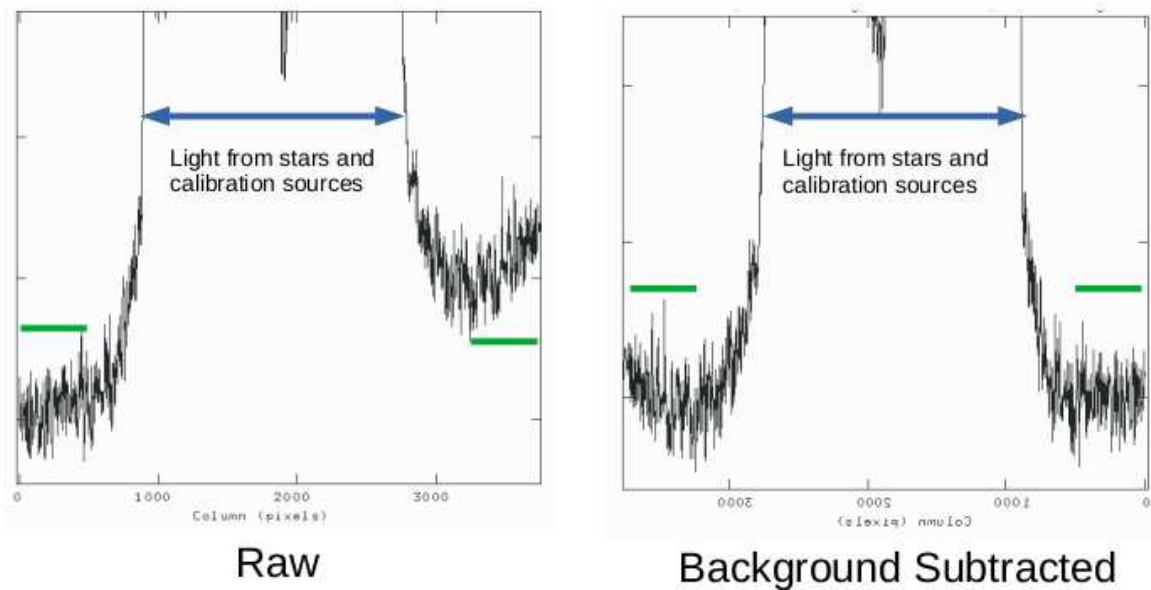 Light from stars and
calibration sources
0
1000
2000
3000
Column (pixels)
Raw
Light from stars and
calibration sources
3000
2000
1000
0
Column (pixels)
Background Subtracted